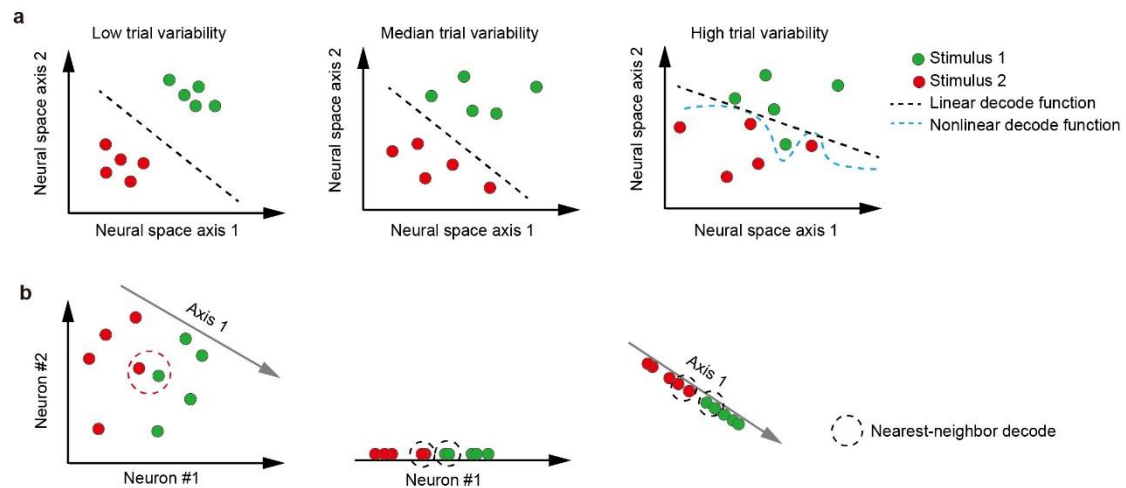 a
Low trial variability
Median trial variability
High trial variability
Neural space axis 2
Neural space axis 1
Neural space axis 2
Neural space axis 1
Neural space axis 2
Neural space axis 1
Stimulus 1
Stimulus 2
Linear decode function
Nonlinear decode function
b
Axis 1
Neuron #2
Neuron #1
Neuron #1
Axis 1
Nearest-neighbor decode